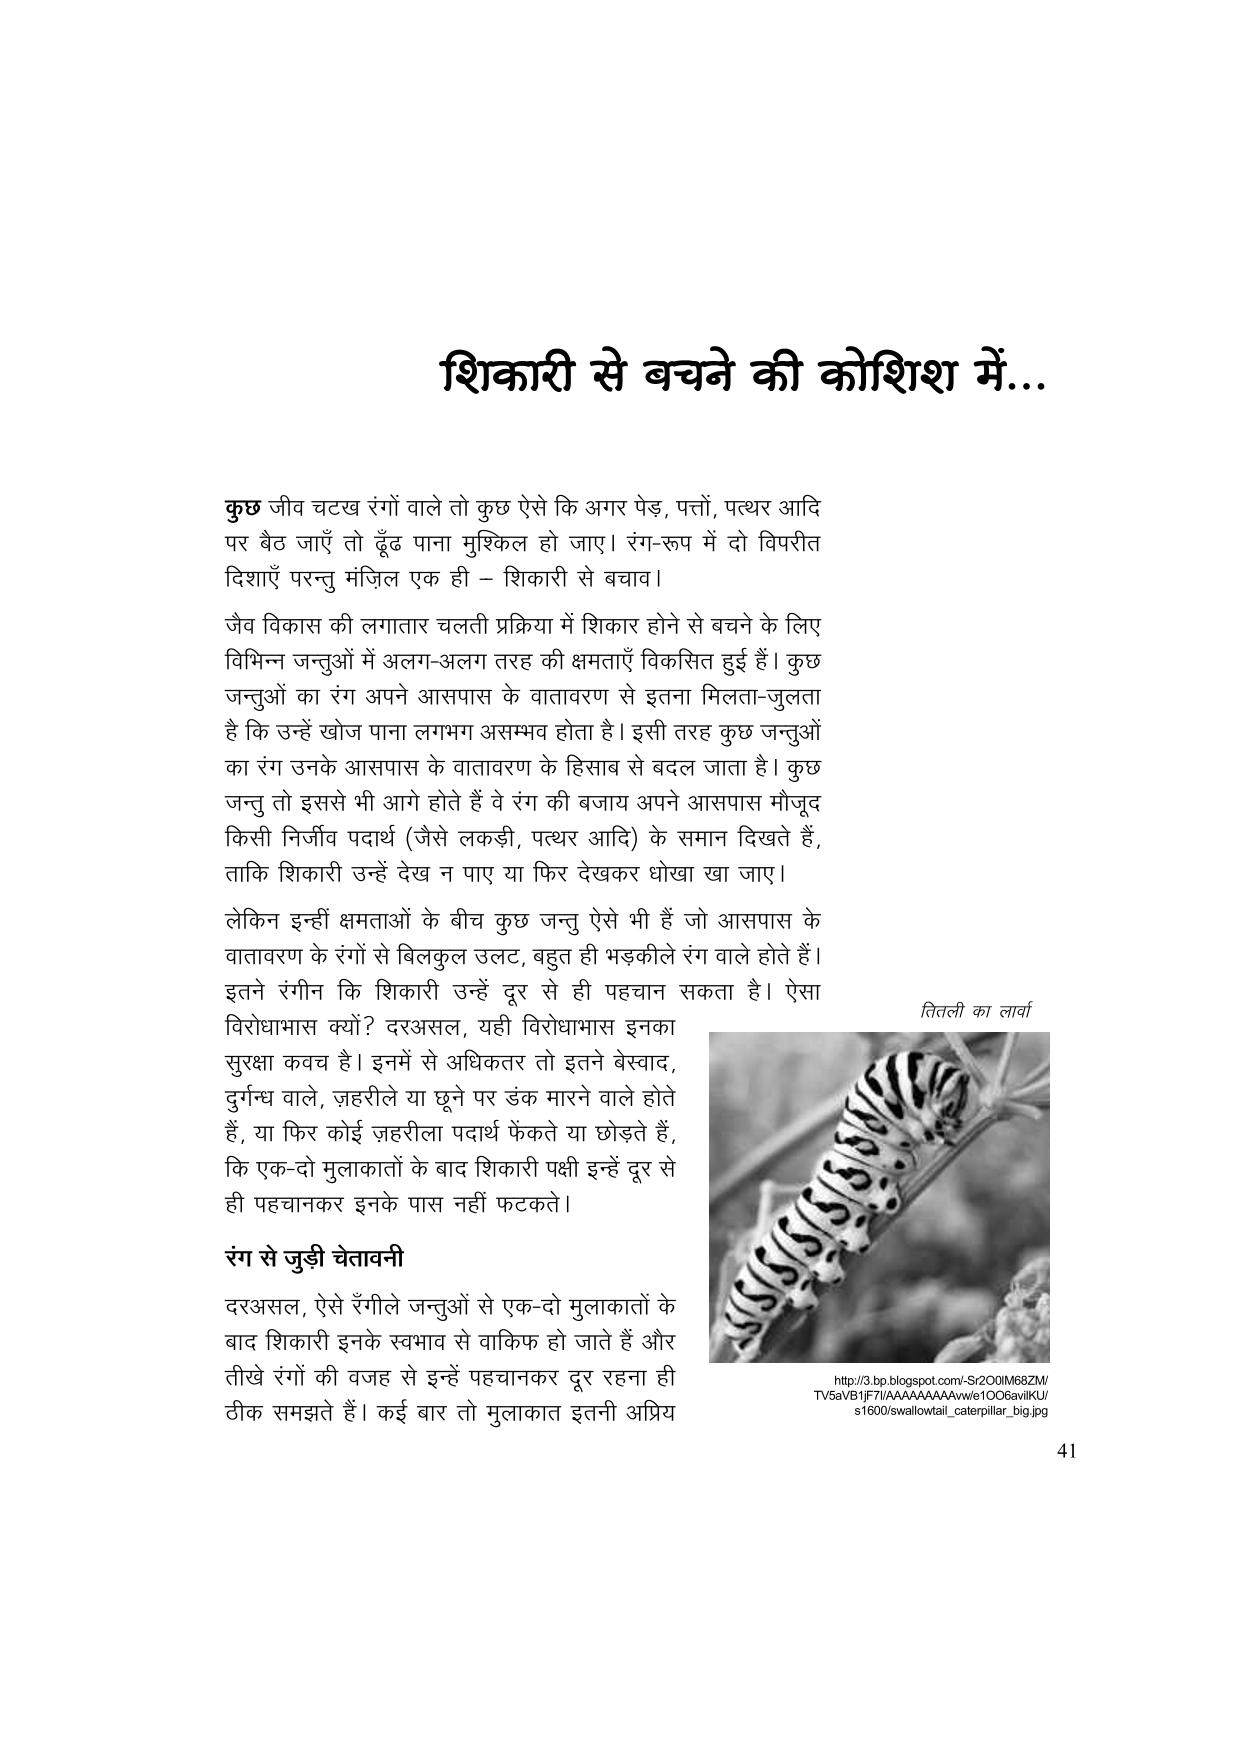 शिकारी से बचने की कोशिश में...
कुछ जीव चटख रंगों वाले तो कुछ ऐसे कि अगर पेड़, पत्तों, पत्थर आदि
पर बैठ जाएँ तो ढूँढ पाना मुश्किल हो जाए। रंग-रूप में दो विपरीत
दिशाएँ परन्तु मंज़िल एक ही – शिकारी से बचाव।
जैव विकास की लगातार चलती प्रक्रिया में शिकार होने से बचने के लिए
विभिन्न जन्तुओं में अलग-अलग तरह की क्षमताएँ विकसित हुई हैं। कुछ
जन्तुओं का रंग अपने आसपास के वातावरण से इतना मिलता-जुलता
है कि उन्हें खोज पाना लगभग असम्भव होता है। इसी तरह कुछ जन्तुओं
का रंग उनके आसपास के वातावरण के हिसाब से बदल जाता है। कुछ
जन्तु तो इससे भी आगे होते हैं वे रंग की बजाय अपने आसपास मौजूद
किसी निर्जीव पदार्थ (जैसे लकड़ी, पत्थर आदि) के समान दिखते हैं,
ताकि शिकारी उन्हें देख न पाए या फिर देखकर धोखा खा जाए।
लेकिन इन्हीं क्षमताओं के बीच कुछ जन्तु ऐसे भी हैं जो आसपास के
वातावरण के रंगों से बिलकुल उलट, बहुत ही भड़कीले रंग वाले होते हैं।
इतने रंगीन कि शिकारी उन्हें दूर से ही पहचान सकता है। ऐसा
विरोधाभास क्यों? दरअसल, यही विरोधाभास इनका
सुरक्षा कवच है। इनमें से अधिकतर तो इतने बेस्वाद,
दुर्गन्ध वाले, ज़हरीले या छूने पर डंक मारने वाले होते
हैं, या फिर कोई ज़हरीला पदार्थ फेंकते या छोड़ते हैं,
कि एक-दो मुलाकातों के बाद शिकारी पक्षी इन्हें दूर से
ही पहचानकर इनके पास नहीं फटकते।
रंग से जुड़ी चेतावनी
दरअसल, ऐसे रँगीले जन्तुओं से एक-दो मुलाकातों के
बाद शिकारी इनके स्वभाव से वाकिफ हो जाते हैं और
तीखे रंगों की वजह से इन्हें पहचानकर दूर रहना ही
ठीक समझते हैं। कई बार तो मुलाकात इतनी अप्रिय
तितली का लार्वा
http://3.bp.blogspot.com/-Sr2O0lM68ZM/
TV5aVB1jF7I/AAAAAAAAAvw/e1OO6avilKU/
s1600/swallowtail_caterpillar_big.jpg
41